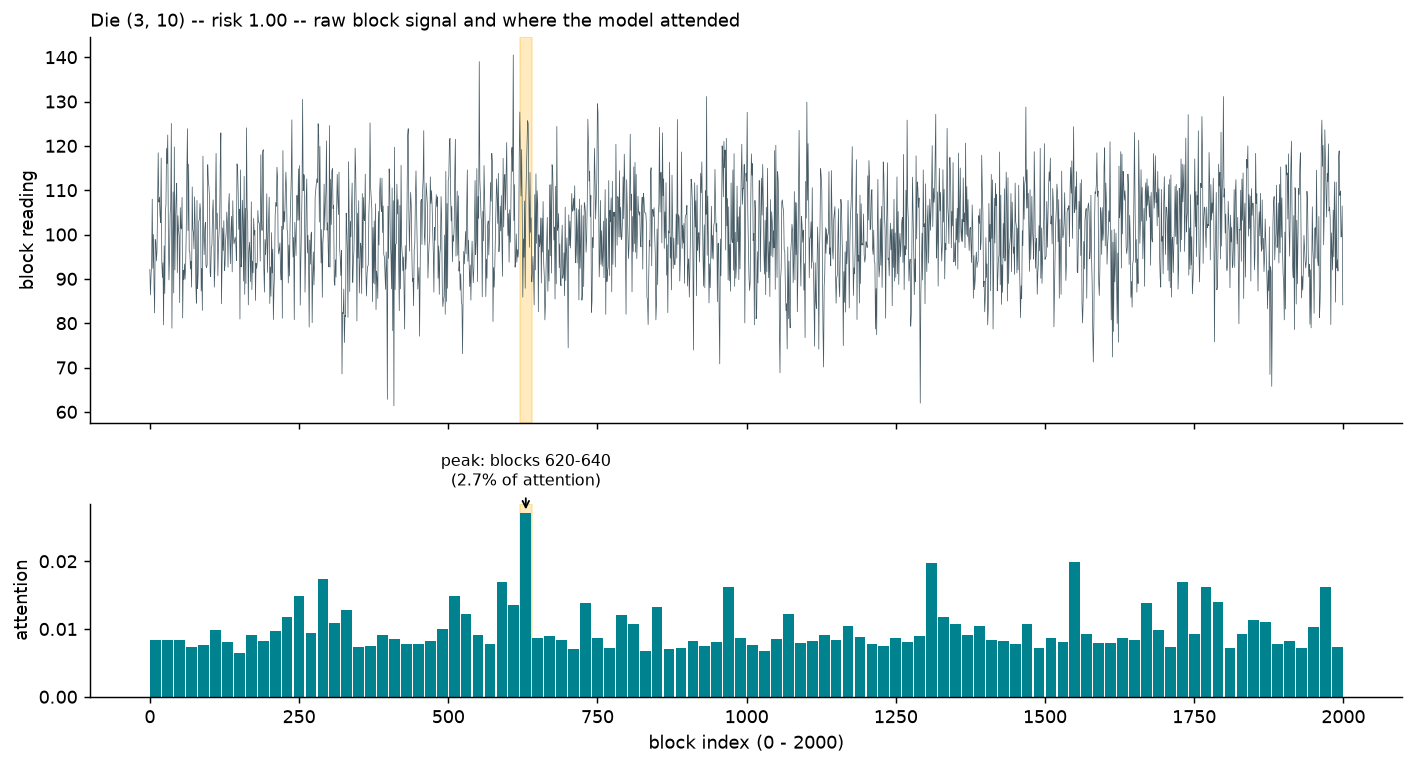 Die (3, 10) -- risk 1.00 -- raw block signal and where the model attended
block reading
140
130
120
110
100
90
80
70
60
peak: blocks 620-640
(2.7% of attention)
attention
0.02
0.01
0.00
0 250 500 750 1000 1250 1500 1750 2000
block index (0 - 2000)